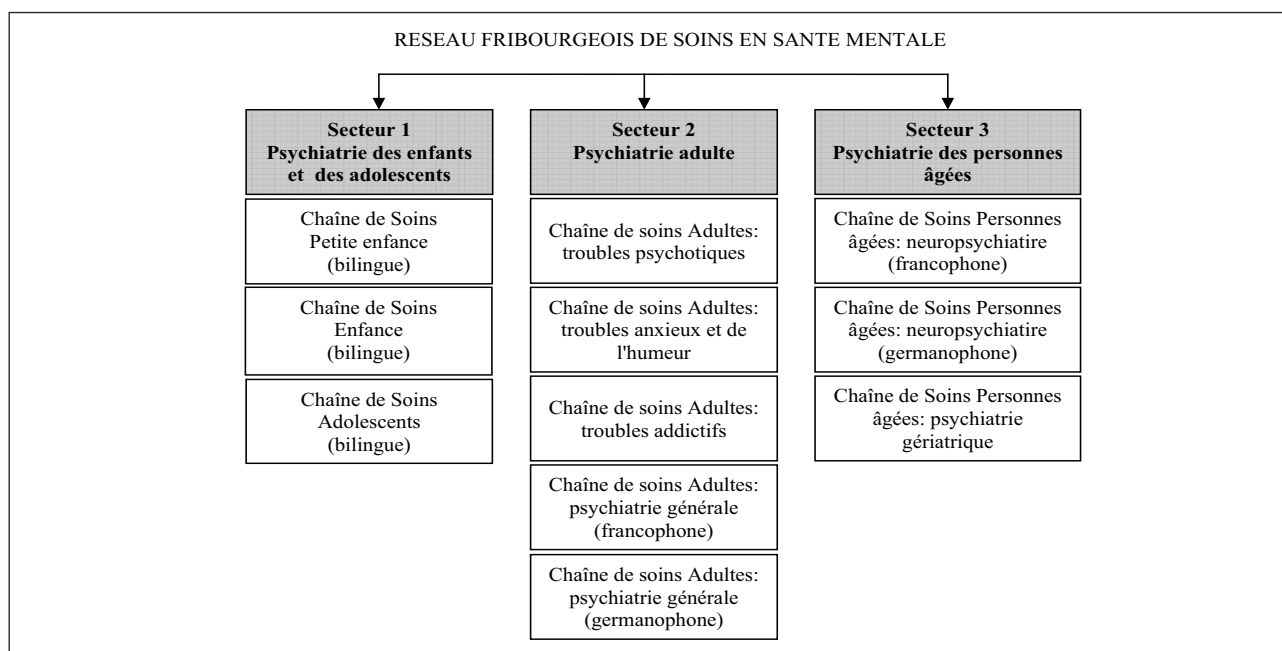 RESEAU FRIBOURGEOIS DE SOINS EN SANTE MENTALE
Secteur 1
Psychiatrie des enfants
et des adolescents
Chaîne de Soins
Petite enfance
(bilingue)
Chaîne de Soins
Enfance
(bilingue)
Chaîne de Soins
Adolescents
(bilingue)
Secteur 2
Psychiatrie adulte
Chaîne de soins Adultes:
troubles psychotiques
Chaîne de soins Adultes:
troubles anxieux et de
l'humeur
Chaîne de soins Adultes:
troubles addictifs
Chaîne de soins Adultes:
psychiatrie générale
(francophone)
Chaîne de soins Adultes:
psychiatrie générale
(germanophone)
Secteur 3
Psychiatrie des personnes
âgées
Chaîne de Soins Personnes
âgées: neuropsychiatire
(francophone)
Chaîne de Soins Personnes
âgées: neuropsychiatire
(germanophone)
Chaîne de Soins Personnes
âgées: psychiatrie
gériatrique